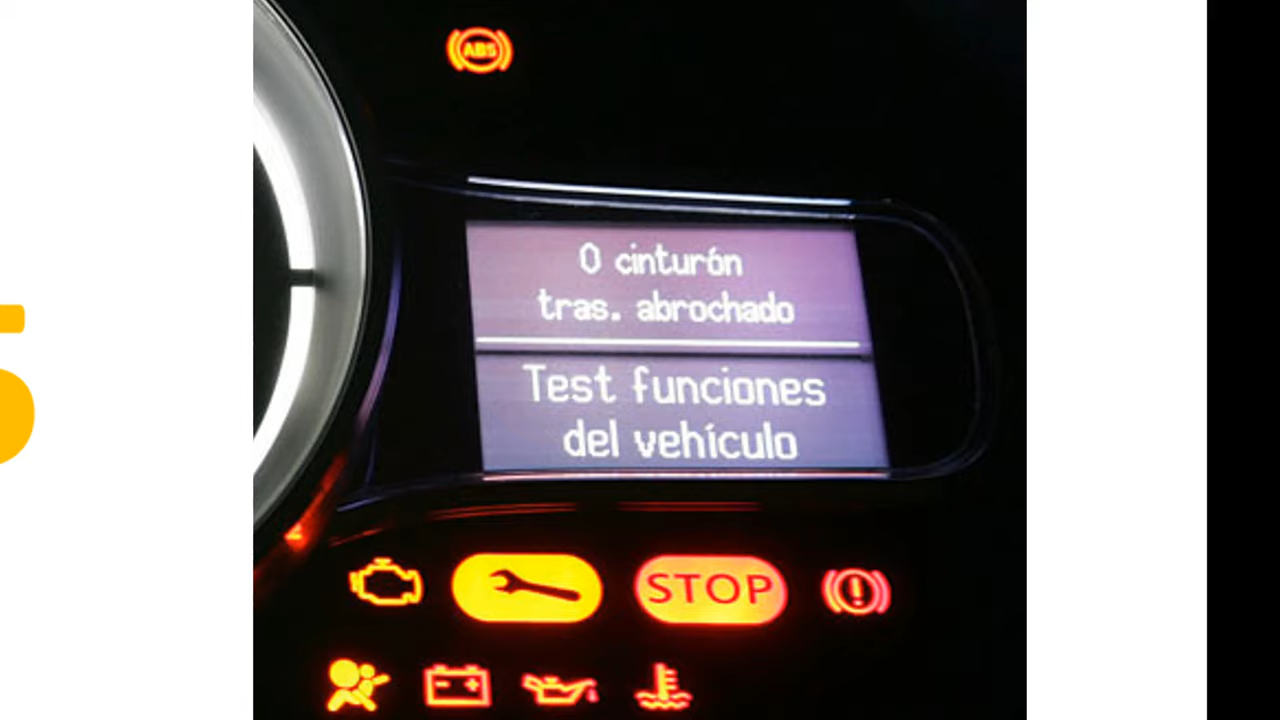 ABS
0 cinturón
tras. abrochado
Test funciones
del vehículo
STOP